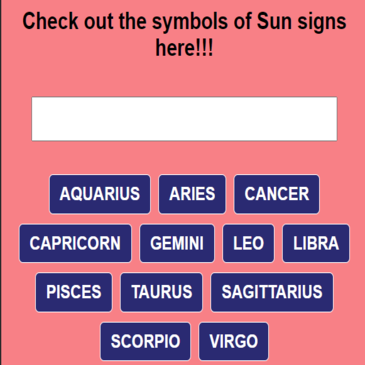 Check out the symbols of Sun signs
here!!!
AQUARIUS ARIES CANCER
CAPRICORN GEMINI LEO LIBRA
PISCES TAURUS SAGITTARIUS
SCORPIO VIRGO